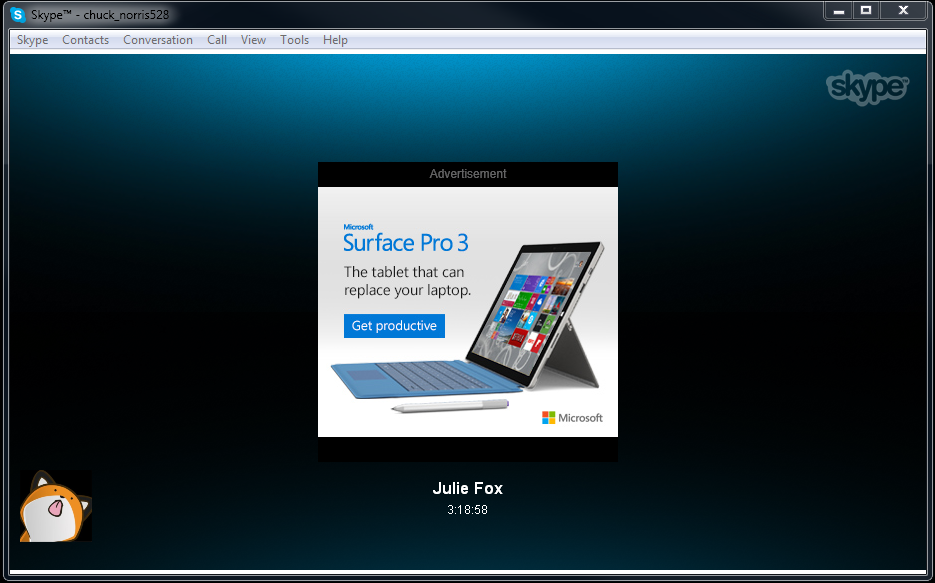 Skype™ - chuck_norris528
Skype Contacts Conversation Call View Tools Help
skype™
Advertisement
Microsoft
Surface Pro 3
The tablet that can
replace your laptop.
Get productive
Microsoft
Julie Fox
3:18:58